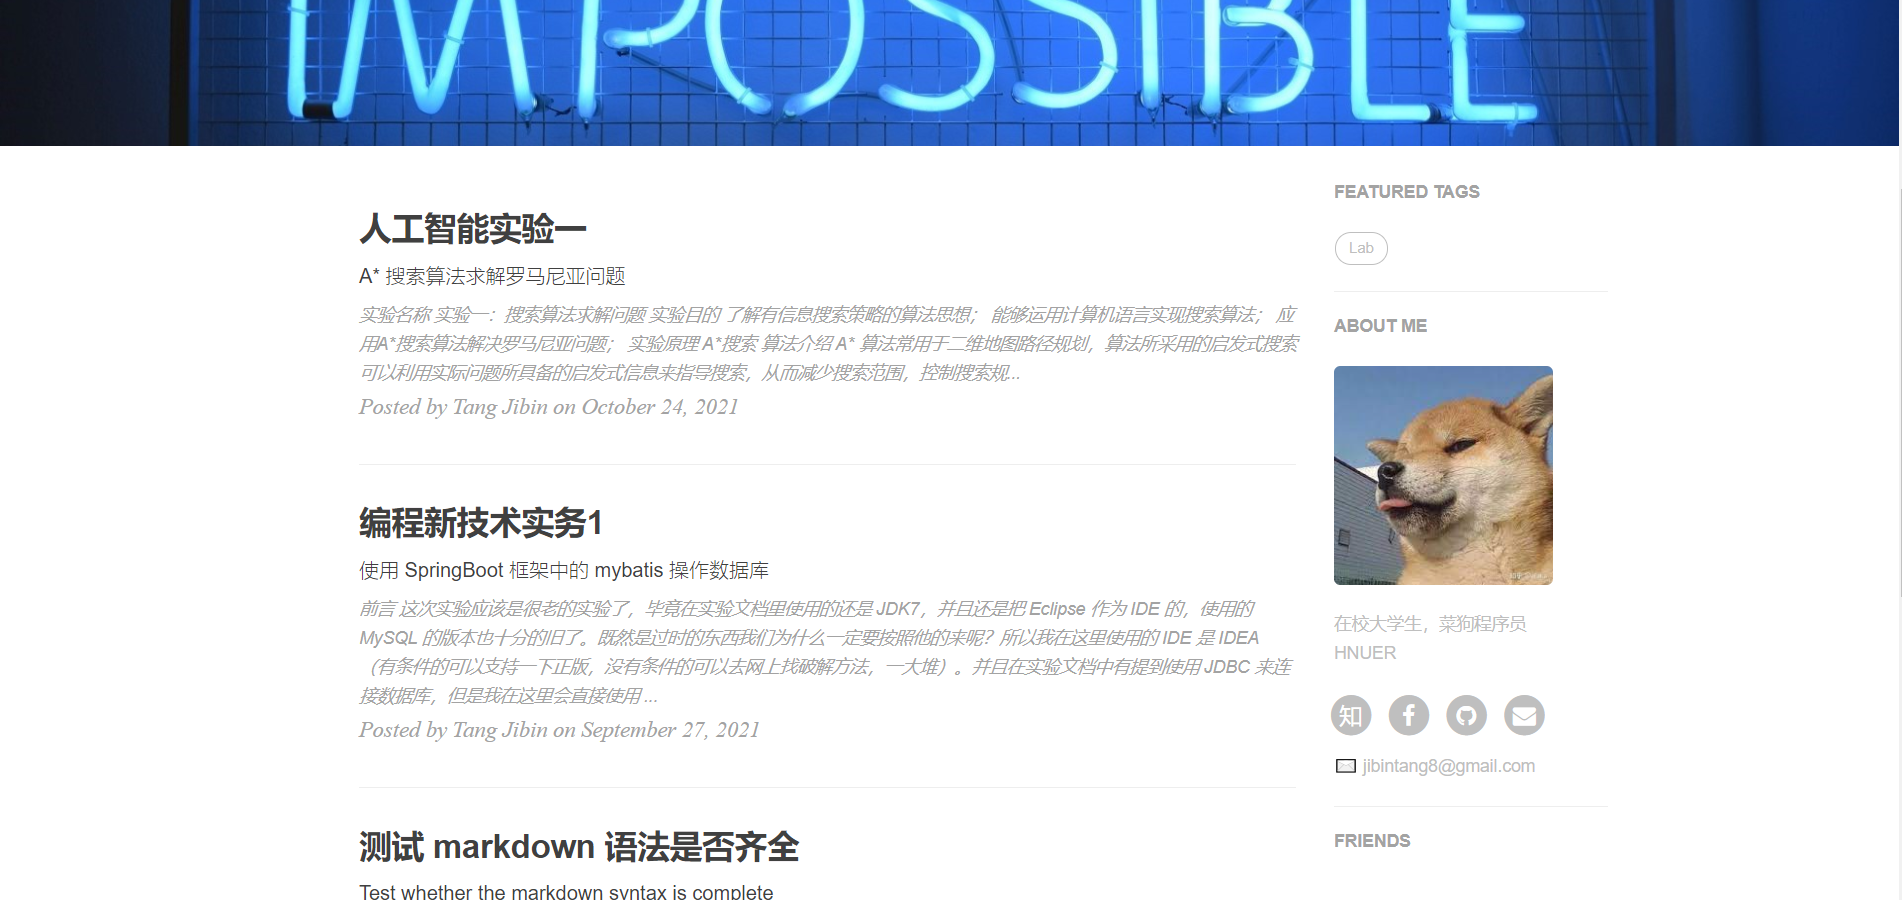 IMPOSSIBLE
人工智能实验一
A* 搜索算法求解罗马尼亚问题
实验名称 实验一：搜索算法求解问题 实验目的 了解有信息搜索策略的算法思想； 能够运用计算机语言实现搜索算法； 应
用A*搜索算法解决罗马尼亚问题； 实验原理 A*搜索 算法介绍 A* 算法常用于二维地图路径规划，算法所采用的启发式搜索
可以利用实际问题所具备的启发式信息来指导搜索，从而减少搜索范围，控制搜索规...
Posted by Tang Jibin on October 24, 2021
编程新技术实务1
使用 SpringBoot 框架中的 mybatis 操作数据库
前言 这次实验应该是很老的实验了，毕竟在实验文档里使用的还是 JDK7，并且还是把 Eclipse 作为 IDE 的，使用的
MySQL 的版本也十分的旧了。既然是过时的东西我们为什么一定要按照他的来呢？所以我在这里使用的 IDE 是 IDEA
（有条件的可以支持一下正版，没有条件的可以去网上找破解方法，一大堆）。并且在实验文档中有提到使用 JDBC 来连
接数据库，但是我在这里会直接使用 ...
Posted by Tang Jibin on September 27, 2021
测试 markdown 语法是否齐全
Test whether the markdown syntax is complete
FEATURED TAGS
Lab
ABOUT ME
在校大学生，菜狗程序员
HNUER
知
jibintang8@gmail.com
FRIENDS